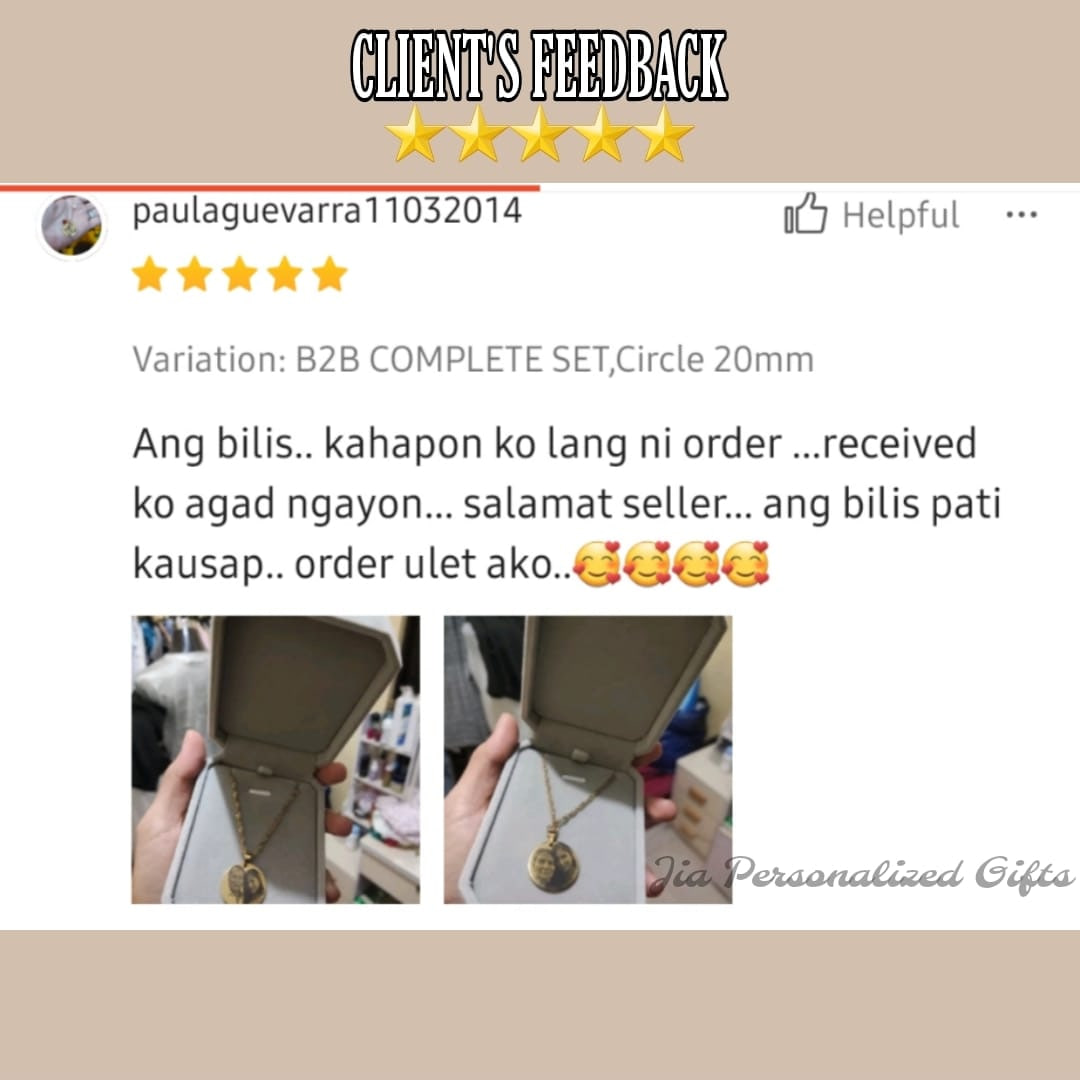 CLIENT'S FEEDBACK
paulaguevarra11032014
Helpful
Variation: B2B COMPLETE SET,Circle 20mm
Ang bilis.. kahapon ko lang ni order ...received
ko agad ngayon... salamat seller... ang bilis pati
kausap.. order ulet ako..🥰🥰🥰🥰
Jia Personalized Gifts